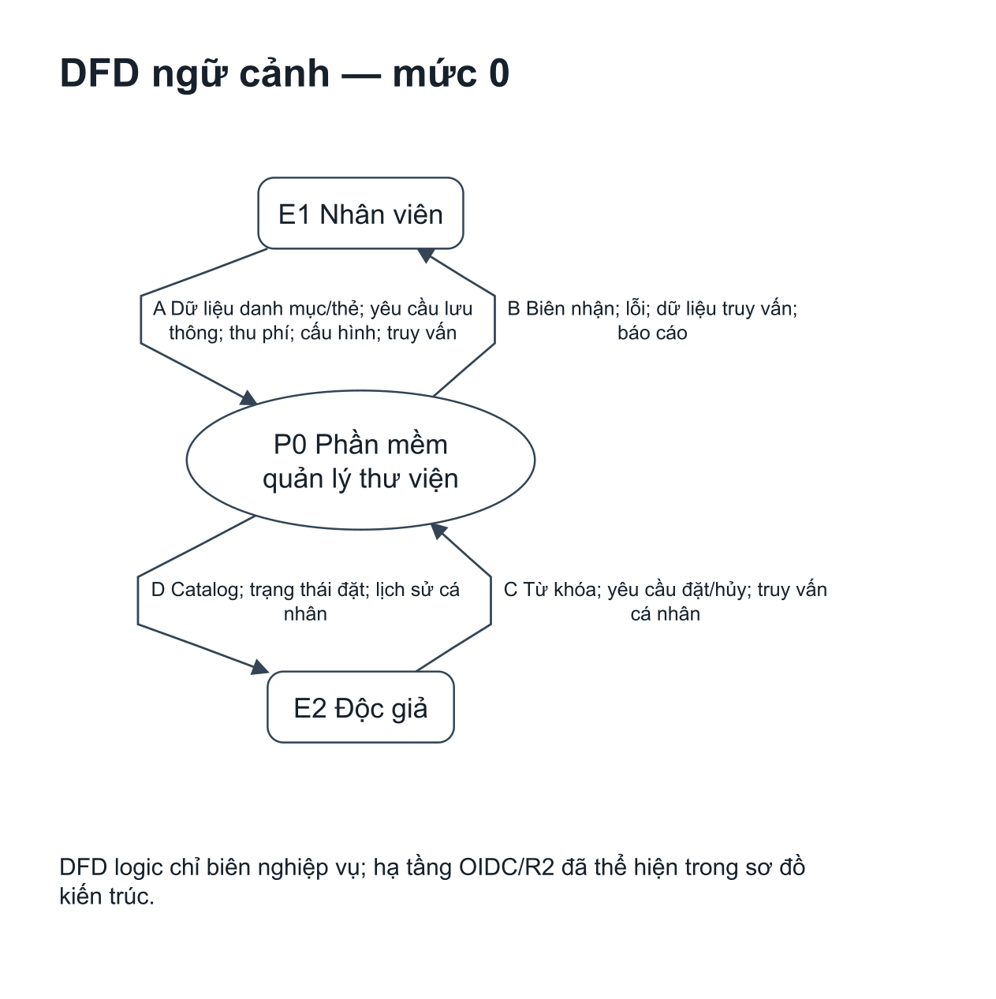 DFD ngữ cảnh — mức 0
E1 Nhân viên
A Dữ liệu danh mục/thẻ; yêu cầu lưu
thông; thu phí; cấu hình; truy vấn
B Biên nhận; lỗi; dữ liệu truy vấn;
báo cáo
P0 Phần mềm
quản lý thư viện
D Catalog; trạng thái đặt; lịch sử cá
nhân
C Từ khóa; yêu cầu đặt/hủy; truy vấn
cá nhân
E2 Độc giả
DFD logic chỉ biên nghiệp vụ; hạ tầng OIDC/R2 đã thể hiện trong sơ đồ
kiến trúc.